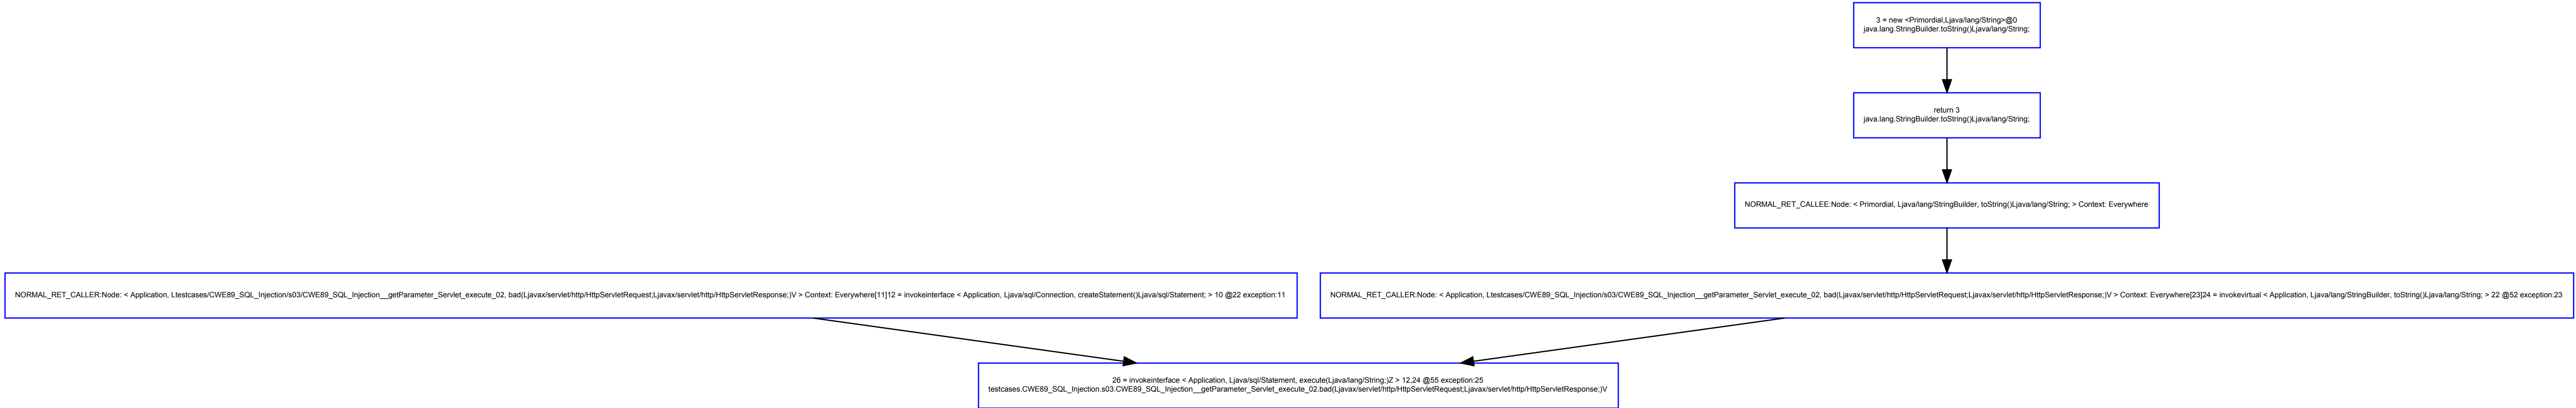 3 = new <Primordial,Ljava/lang/String>@0
java.lang.StringBuilder.toString()Ljava/lang/String;
return 3
java.lang.StringBuilder.toString()Ljava/lang/String;
NORMAL_RET_CALLEE:Node: < Primordial, Ljava/lang/StringBuilder, toString()Ljava/lang/String; > Context: Everywhere
NORMAL_RET_CALLER:Node: < Application, Ltestcases/CWE89_SQL_Injection/s03/CWE89_SQL_Injection__getParameter_Servlet_execute_02, bad(Ljavax/servlet/http/HttpServletRequest;Ljavax/servlet/http/HttpServletResponse;)V > Context: Everywhere[11]12 = invokeinterface < Application, Ljava/sql/Connection, createStatement()Ljava/sql/Statement; > 10 @22 exception:11
NORMAL_RET_CALLER:Node: < Application, Ltestcases/CWE89_SQL_Injection/s03/CWE89_SQL_Injection__getParameter_Servlet_execute_02, bad(Ljavax/servlet/http/HttpServletRequest;Ljavax/servlet/http/HttpServletResponse;)V > Context: Everywhere[23]24 = invokevirtual < Application, Ljava/lang/StringBuilder, toString()Ljava/lang/String; > 22 @52 exception:23
26 = invokeinterface < Application, Ljava/sql/Statement, execute(Ljava/lang/String;)Z > 12,24 @55 exception:25
testcases.CWE89_SQL_Injection.s03.CWE89_SQL_Injection__getParameter_Servlet_execute_02.bad(Ljavax/servlet/http/HttpServletRequest;Ljavax/servlet/http/HttpServletResponse;)V